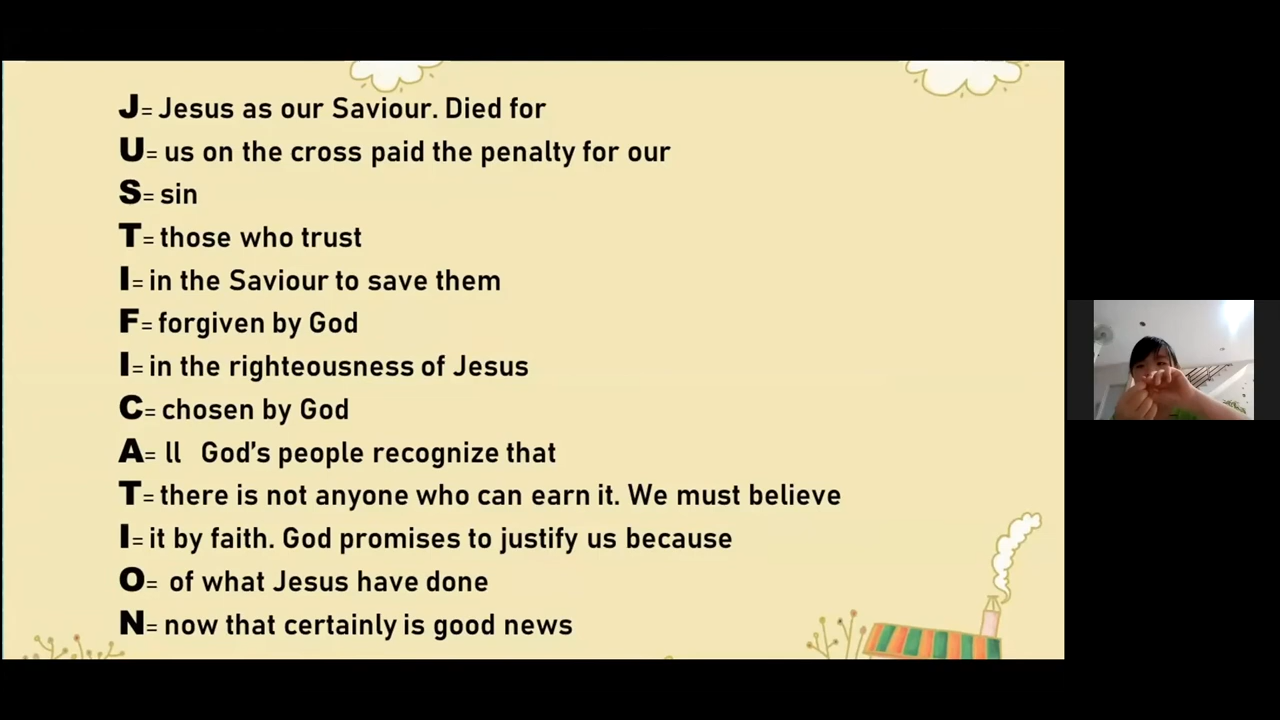 J= Jesus as our Saviour. Died for
U= us on the cross paid the penalty for our
S= sin
T= those who trust
I= in the Saviour to save them
F= forgiven by God
I= in the righteousness of Jesus
C= chosen by God
A= ll God's people recognize that
T= there is not anyone who can earn it. We must believe
I= it by faith. God promises to justify us because
O= of what Jesus have done
N= now that certainly is good news